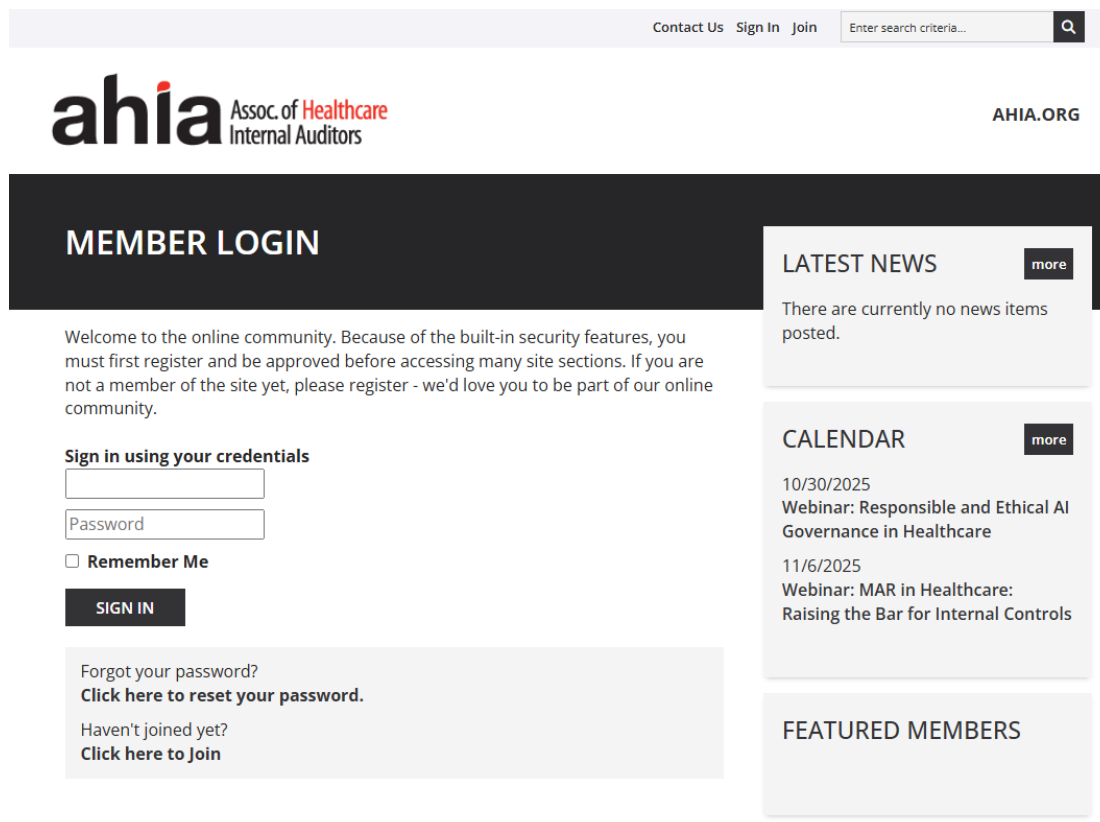 Contact Us Sign In Join Enter search criteria...
ahia Assoc. of Healthcare
Internal Auditors
AHIA.ORG
MEMBER LOGIN
Welcome to the online community. Because of the built-in security features, you
must first register and be approved before accessing many site sections. If you are
not a member of the site yet, please register - we'd love you to be part of our online
community.
Sign in using your credentials
Password
Remember Me
SIGN IN
Forgot your password?
Click here to reset your password.
Haven't joined yet?
Click here to Join
LATEST NEWS more
There are currently no news items
posted.
CALENDAR more
10/30/2025
Webinar: Responsible and Ethical AI
Governance in Healthcare
11/6/2025
Webinar: MAR in Healthcare:
Raising the Bar for Internal Controls
FEATURED MEMBERS